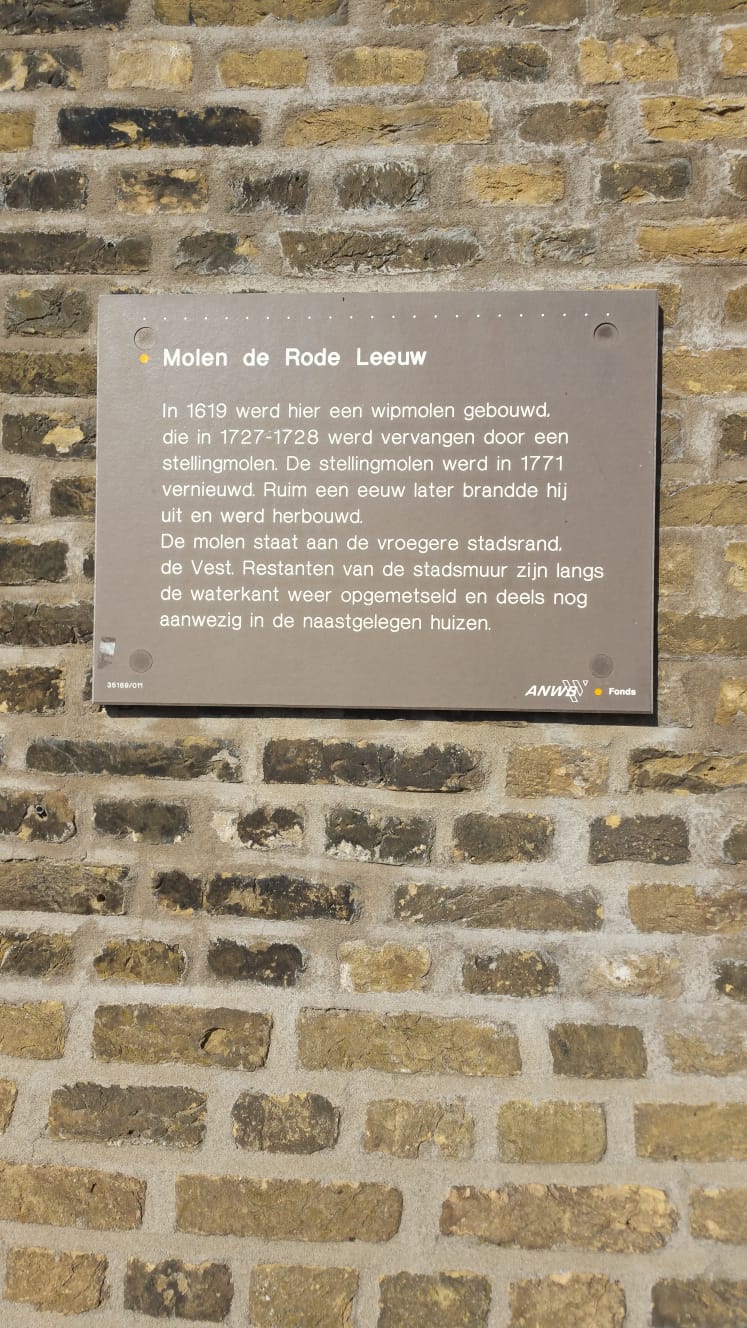 Molen de Rode Leeuw
In 1619 werd hier een wipmolen gebouwd,
die in 1727-1728 werd vervangen door een
stellingmolen. De stellingmolen werd in 1771
vernieuwd. Ruim een eeuw later brandde hij
uit en werd herbouwd.
De molen staat aan de vroegere stadsrand,
de Vest. Restanten van de stadsmuur zijn langs
de waterkant weer opgemetseld en deels nog
aanwezig in de naastgelegen huizen.
35169/011
ANWB Fonds